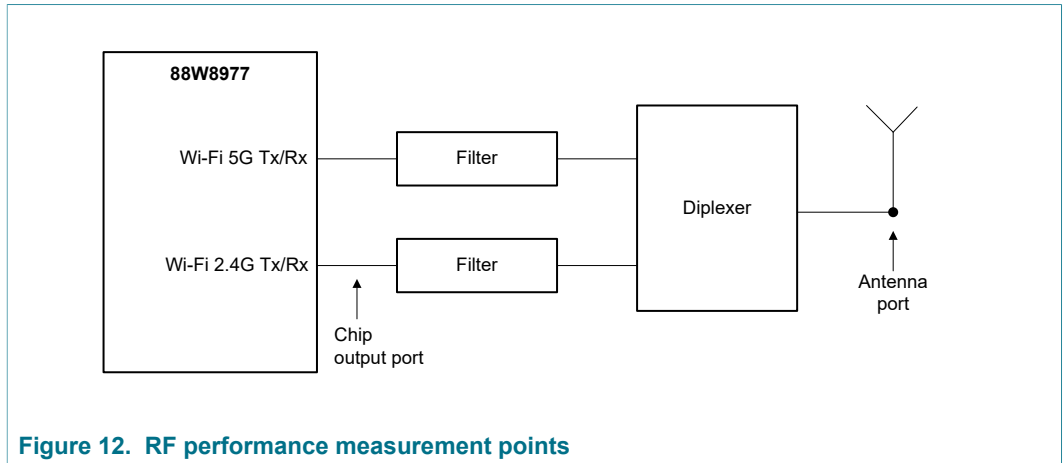 88W8977
Wi-Fi 5G Tx/Rx
Filter
Diplexer
Wi-Fi 2.4G Tx/Rx
Filter
Chip
output port
Antenna
port
Figure 12. RF performance measurement points